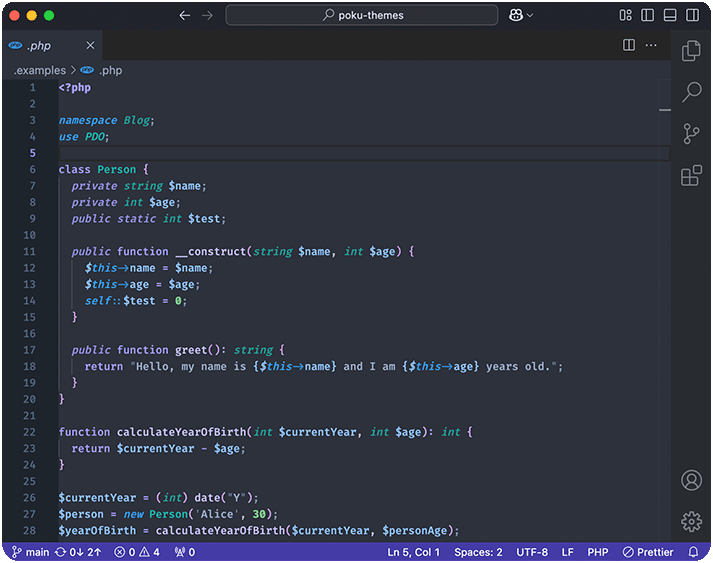 poku-themes
.php
.examples > .php
1 <?php
2
3 namespace Blog;
4 use PDO;
5
6 class Person {
7 private string $name;
8 private int $age;
9 public static int $test;
10
11 public function __construct(string $name, int $age) {
12 $this->name = $name;
13 $this->age = $age;
14 self::$test = 0;
15 }
16
17 public function greet(): string {
18 return "Hello, my name is {$this->name} and I am {$this->age} years old.";
19 }
20 }
21
22 function calculateYearOfBirth(int $currentYear, int $age): int {
23 return $currentYear - $age;
24 }
25
26 $currentYear = (int) date("Y");
27 $person = new Person('Alice', 30);
28 $yearOfBirth = calculateYearOfBirth($currentYear, $personAge);
main 0↓ 2↑ 0 4 0 Ln 5, Col 1 Spaces: 2 UTF-8 LF PHP Prettier